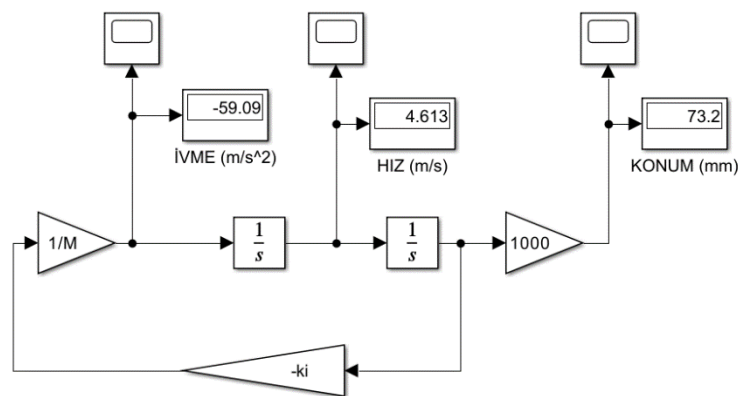 -59.09
İVME (m/s^2)
4.613
HIZ (m/s)
73.2
KONUM (mm)
1/M
1
s
1
s
1000
-ki